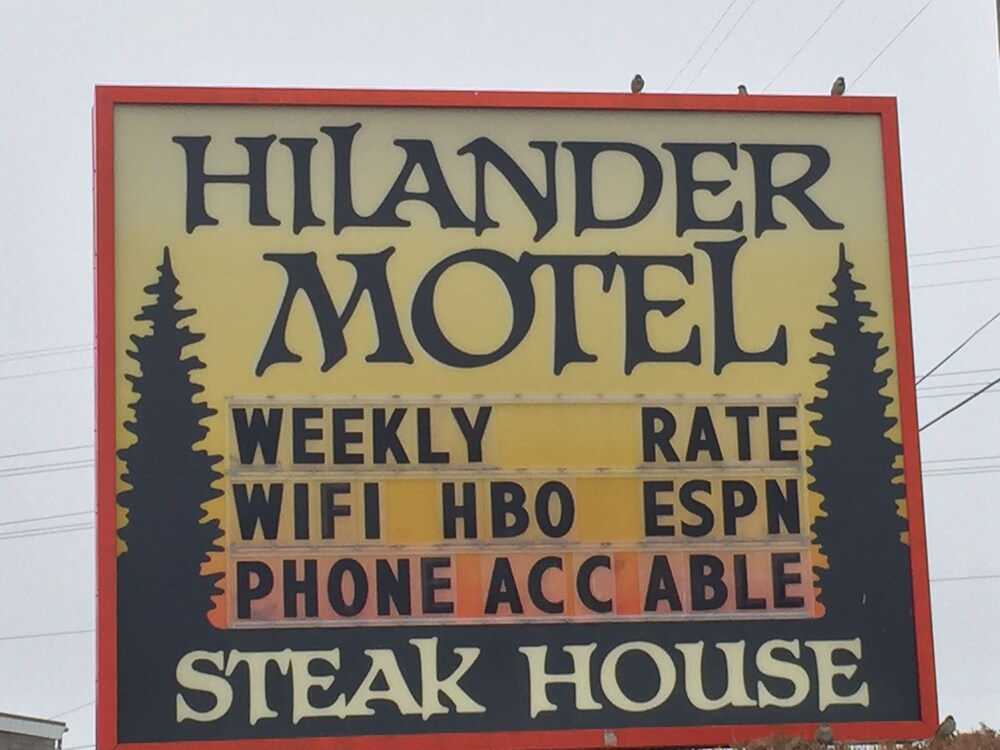 HILANDER
MOTEL
WEEKLY RATE
WIFI HBO ESPN
PHONE ACC ABLE
STEAK HOUSE